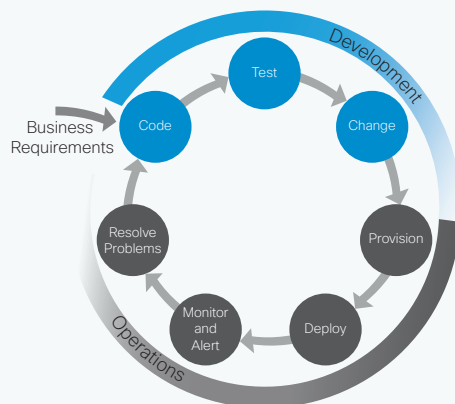 Development
Test
Code
Change
Business
Requirements
Resolve
Problems
Provision
Monitor
and
Alert
Deploy
Operations